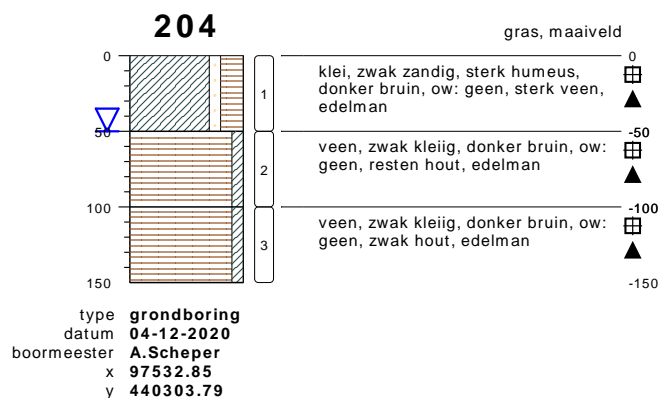 204
gras, maaiveld
0
0
1
klei, zwak zandig, sterk humeus,
donker bruin, ow: geen, sterk veen,
edelman
50
-50
2
veen, zwak kleiig, donker bruin, ow:
geen, resten hout, edelman
100
-100
3
veen, zwak kleiig, donker bruin, ow:
geen, zwak hout, edelman
150
-150
type grondboring
datum 04-12-2020
boormeester A.Scheper
x 97532.85
y 440303.79